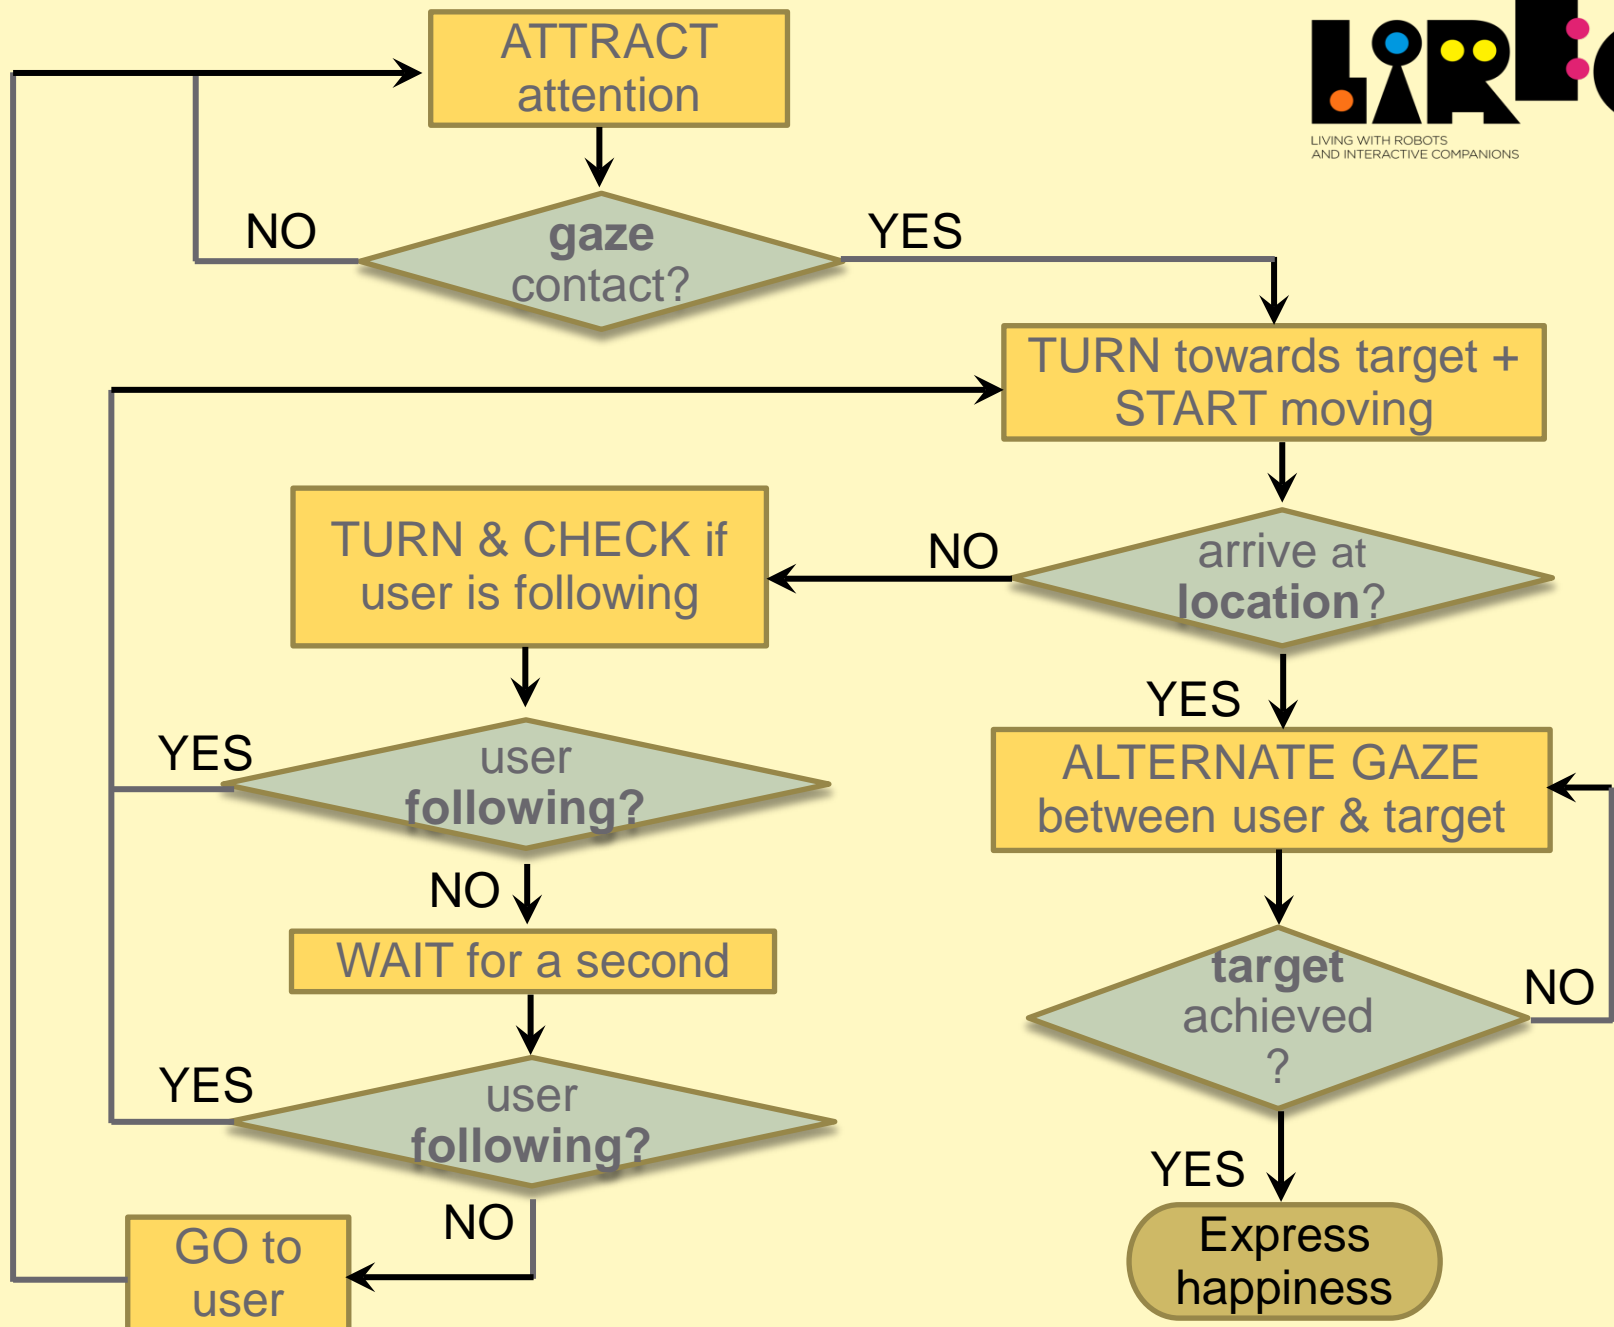 ATTRACT
attention
LIREC
LIVING WITH ROBOTS
AND INTERACTIVE COMPANIONS
NO
gaze
contact?
YES
TURN towards target +
START moving
TURN & CHECK if
user is following
NO
arrive at
location?
YES
YES
user
following?
ALTERNATE GAZE
between user & target
NO
WAIT for a second
target
achieved
?
NO
YES
user
following?
YES
NO
GO to
user
Express
happiness